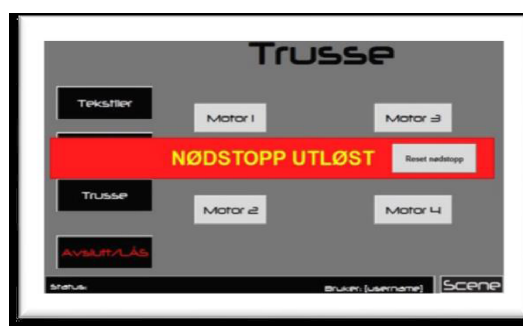 Trusse
Tekstiler
Motor 1
Motor 3
NØDSTOPP UTLØST
Reset nødstopp
Trusse
Motor 2
Motor 4
Avslutt/LÅS
Status:
Bruker: [username]
Scene